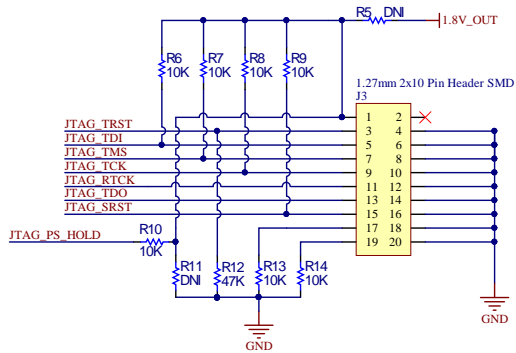 R5 DNI
1.8V_OUT
R6 10K
R7 10K
R8 10K
R9 10K
1.27mm 2x10 Pin Header SMD
J3
1 2
JTAG_TRST 3 4
JTAG_TDI 5 6
JTAG_TMS 7 8
JTAG_TCK 9 10
JTAG_RTCK 11 12
JTAG_TDO 13 14
JTAG_SRST 15 16
17 18
19 20
JTAG_PS_HOLD
R10 10K
R11 DNI
R12 47K
R13 10K
R14 10K
GND
GND